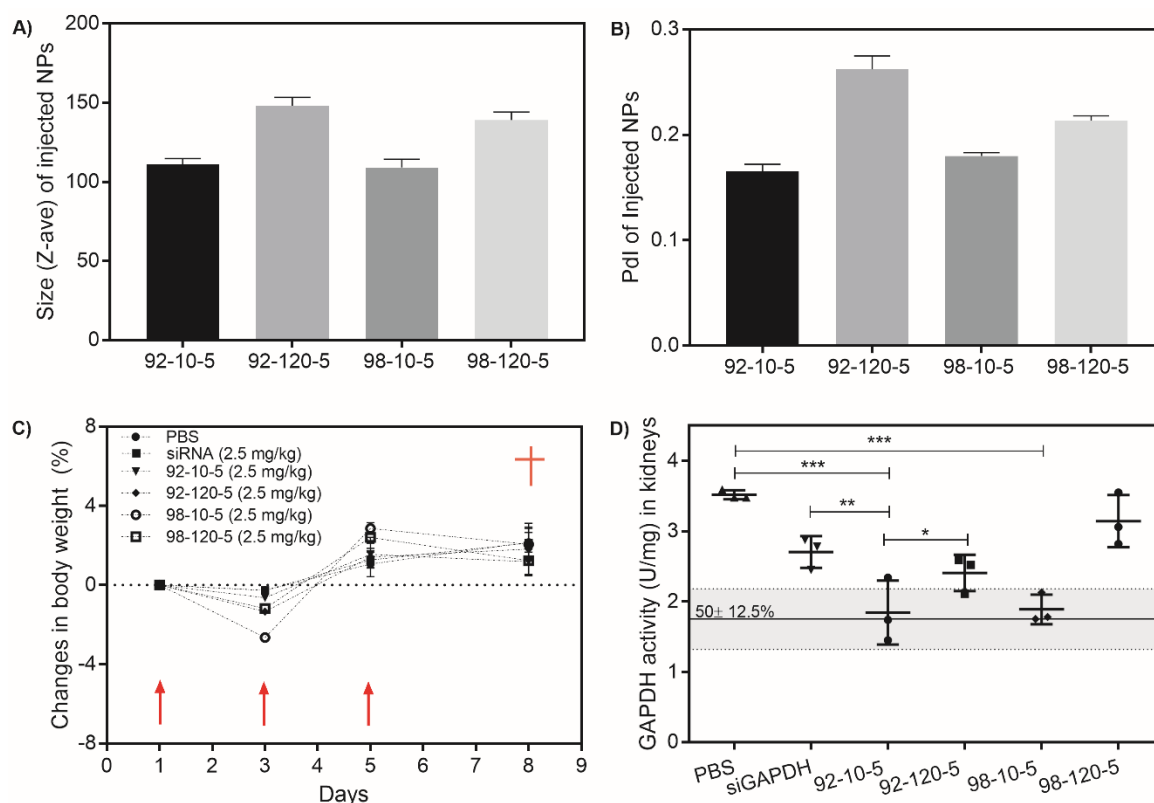 A)
Size (Z-ave) of injected NPs
200
150
100
50
0
92-10-5
92-120-5
98-10-5
98-120-5
B)
PdI of Injected NPs
0.3
0.2
0.1
0.0
92-10-5
92-120-5
98-10-5
98-120-5
C)
Changes in body weight (%)
8
4
0
-4
-8
PBS
siRNA (2.5 mg/kg)
92-10-5 (2.5 mg/kg)
92-120-5 (2.5 mg/kg)
98-10-5 (2.5 mg/kg)
98-120-5 (2.5 mg/kg)
0 1 2 3 4 5 6 7 8 9
Days
D)
GAPDH activity (U/mg) in kidneys
4
3
2
1
0
***
***
**
*
50± 12.5%
PBS
siGAPDH
92-10-5
92-120-5
98-10-5
98-120-5